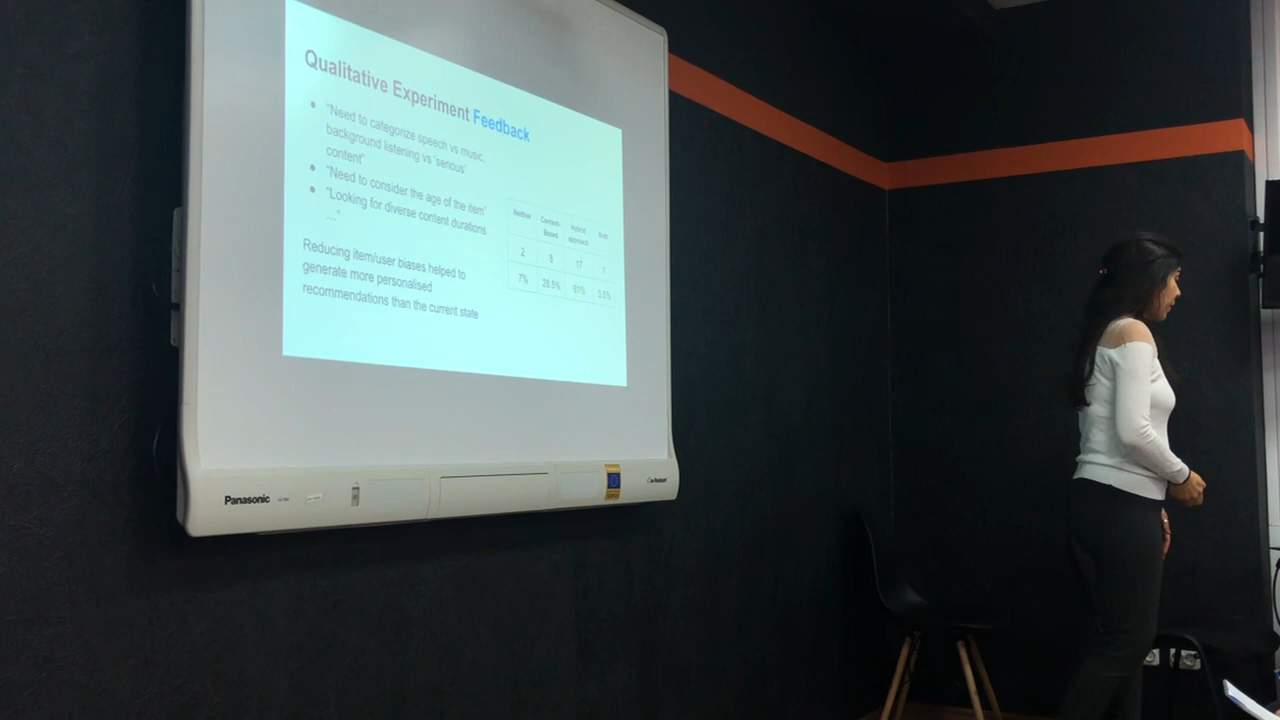 Qualitative Experiment Feedback
• "Need to categorize speech vs music,
background listening vs 'serious'
content"
• "Need to consider the age of the item"
• "Looking for diverse content durations
...."
Reducing item/user biases helped to
generate more personalised
recommendations than the current state
Neither Content-Based Hybrid approach Both
2 8 17 1
7% 28.5% 61% 3.5%
Panasonic